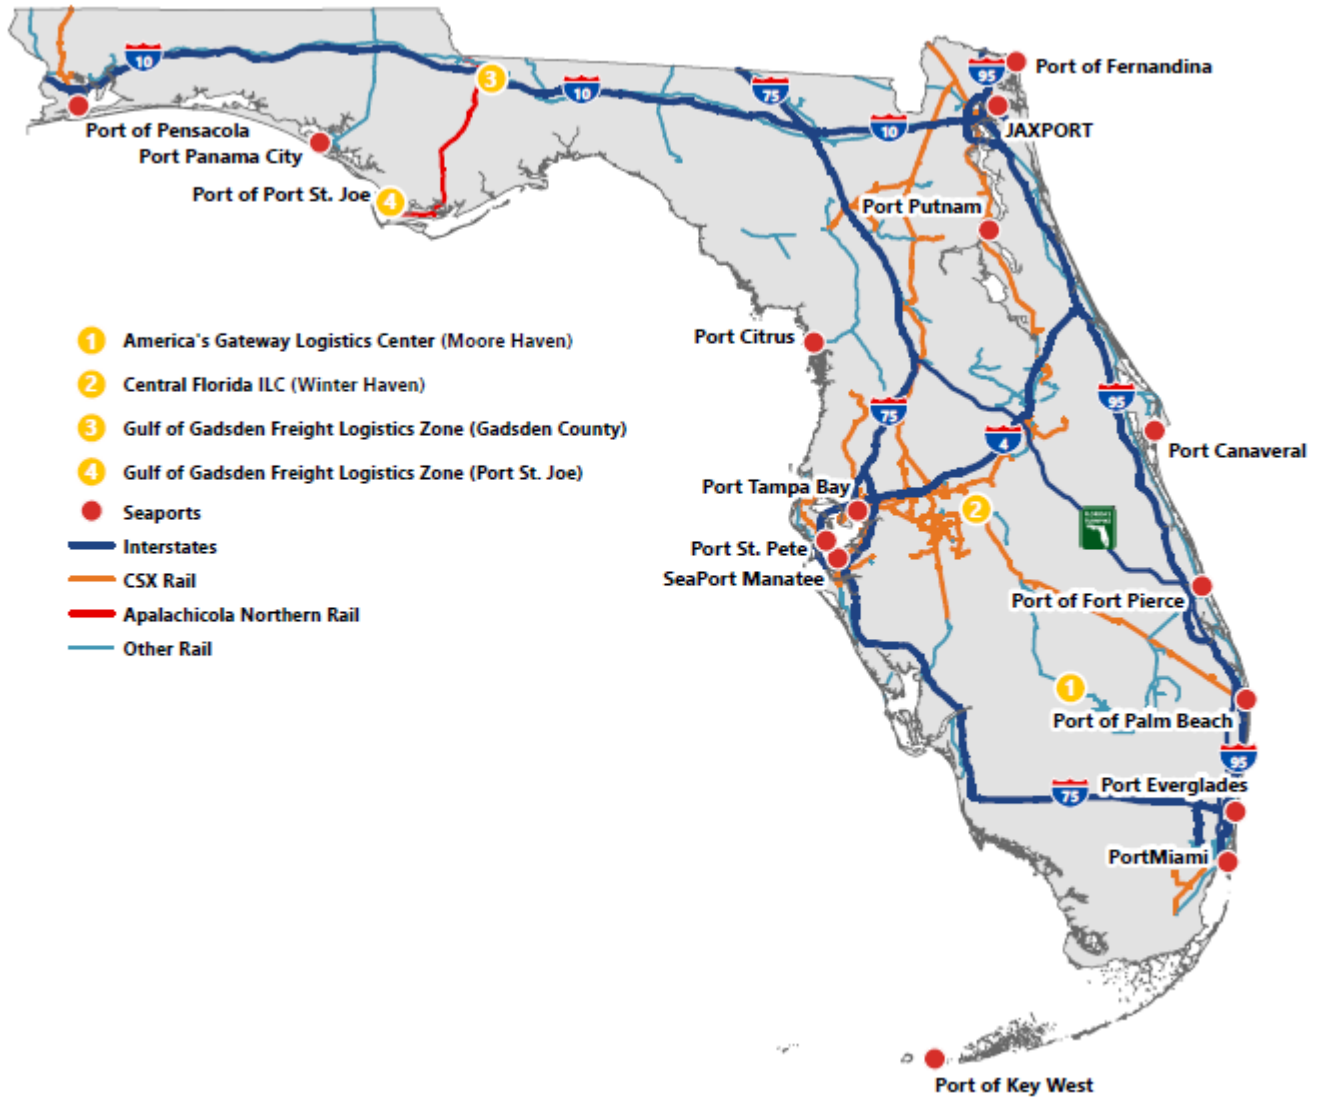 10
3
10
75
95
Port of Fernandina
10
JAXPORT
Port of Pensacola
Port Panama City
Port of Port St. Joe
4
Port Putnam
Port Citrus
1 America's Gateway Logistics Center (Moore Haven)
2 Central Florida ILC (Winter Haven)
3 Gulf of Gadsden Freight Logistics Zone (Gadsden County)
4 Gulf of Gadsden Freight Logistics Zone (Port St. Joe)
Seaports
Interstates
CSX Rail
Apalachicola Northern Rail
Other Rail
75
95
4
Port Canaveral
Port Tampa Bay
2
Port St. Pete
SeaPort Manatee
Port of Fort Pierce
1
Port of Palm Beach
95
75
Port Everglades
PortMiami
Port of Key West